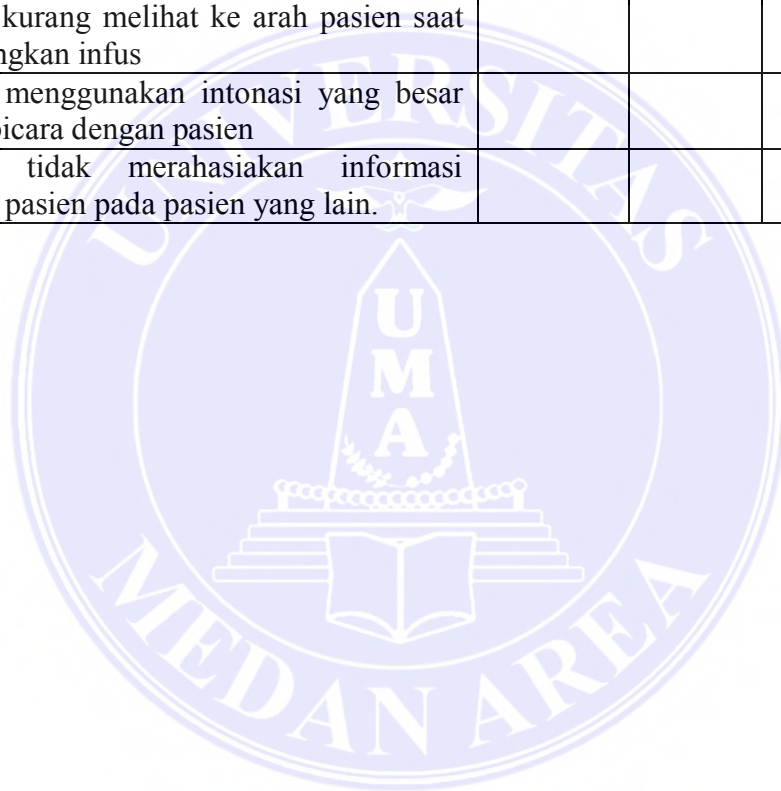 kurang melihat ke arah pasien saat
ngkan infus
menggunakan intonasi yang besar
bicara dengan pasien
tidak merahasiakan informasi
pasien pada pasien yang lain.
UNIVERSITAS
UMA
MEDAN AREA